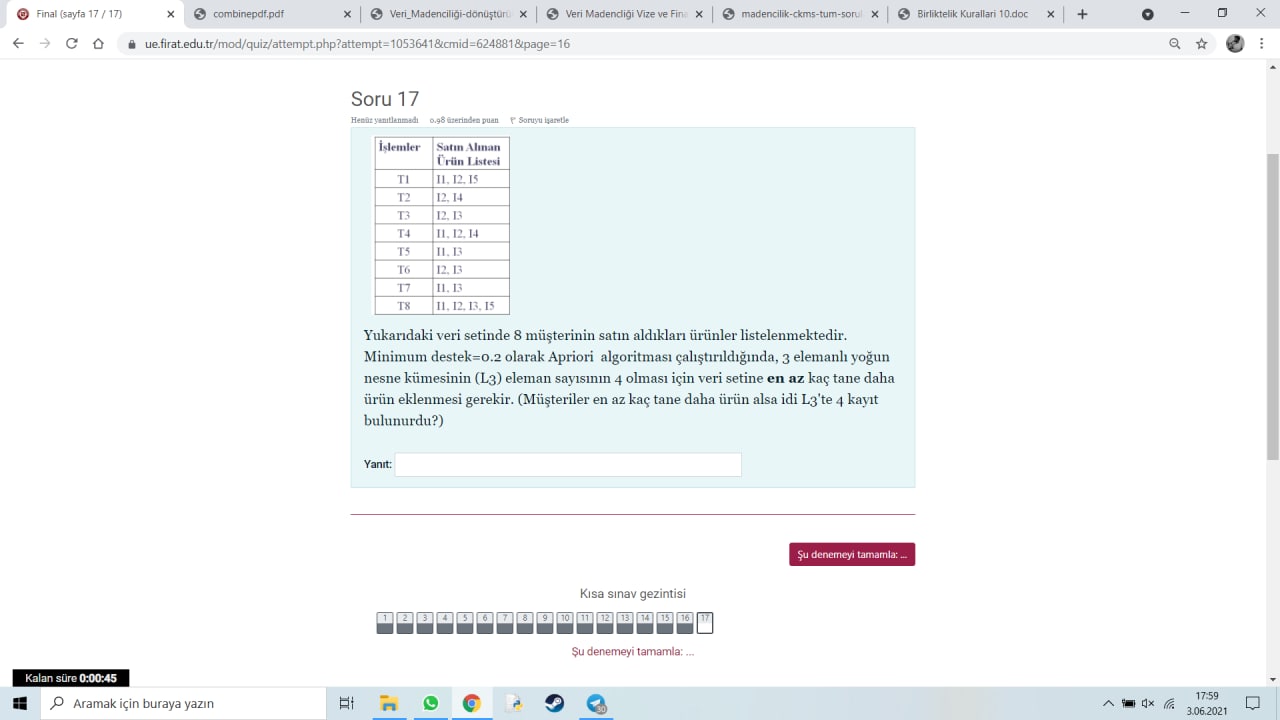 Final (sayfa 17 / 17)
combinepdf.pdf
Veri Madenciliği-dönüştürü
Veri Madenciliği Vize ve Fina
madencilik-ckms-tum-sorul
Birliktelik Kurallari 10.doc
ue.firat.edu.tr/mod/quiz/attempt.php?attempt=1053641&cmid=624881&page=16
Soru 17
Henüz yanıtlanmadı 0.98 üzerinden puan Soruyu işaretle
İşlemler Satın Alınan Ürün Listesi
T1 I1, I2, I5
T2 I2, I4
T3 I2, I3
T4 I1, I2, I4
T5 I1, I3
T6 I2, I3
T7 I1, I3
T8 I1, I2, I3, I5
Yukarıdaki veri setinde 8 müşterinin satın aldıkları ürünler listelenmektedir.
Minimum destek=0.2 olarak Apriori algoritması çalıştırıldığında, 3 elemanlı yoğun
nesne kümesinin (L3) eleman sayısının 4 olması için veri setine en az kaç tane daha
ürün eklenmesi gerekir. (Müşteriler en az kaç tane daha ürün alsa idi L3'te 4 kayıt
bulunurdu?)
Yanıt:
Şu denemeyi tamamla: ...
Kısa sınav gezintisi
1 2 3 4 5 6 7 8 9 10 11 12 13 14 15 16 17
Şu denemeyi tamamla: ...
Kalan süre 0:00:45
Aramak için buraya yazın
17:59
3.06.2021